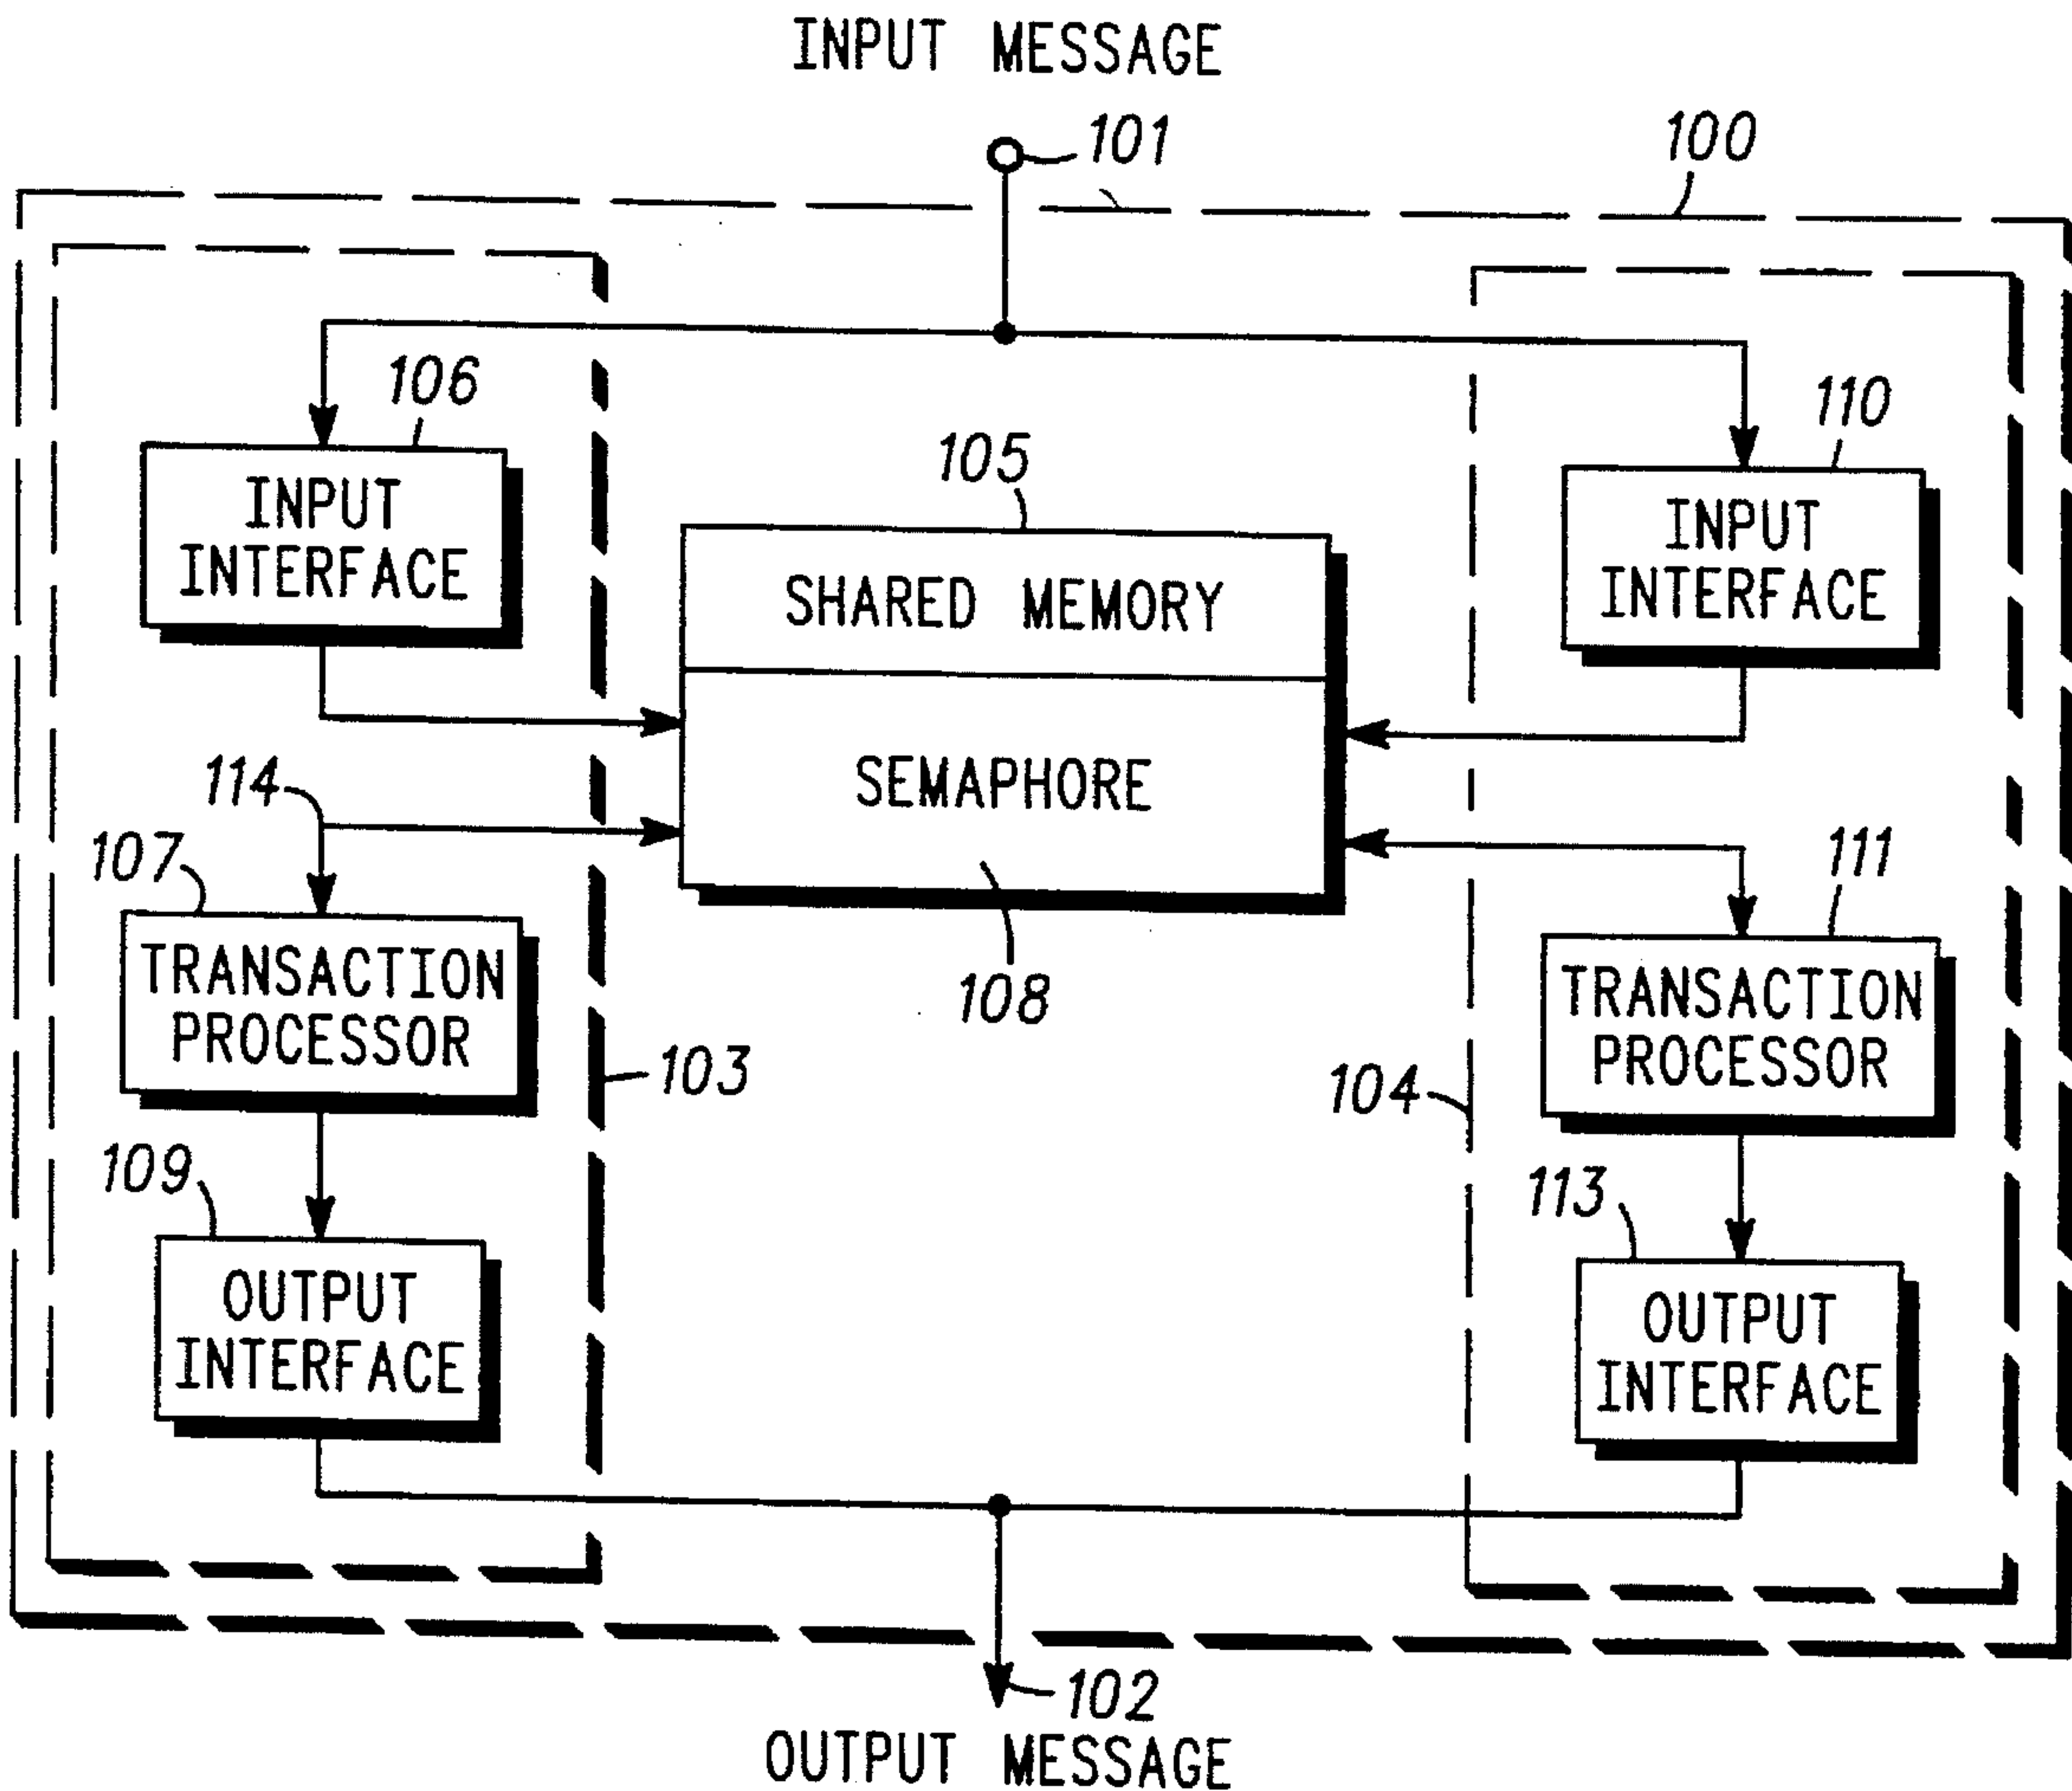 INPUT MESSAGE
101
100
106
110
105
INPUT
INTERFACE
INPUT
INTERFACE
SHARED MEMORY
SEMAPHORE
114
107
111
108
TRANSACTION
PROCESSOR
TRANSACTION
PROCESSOR
103
104
109
113
OUTPUT
INTERFACE
OUTPUT
INTERFACE
102
OUTPUT MESSAGE